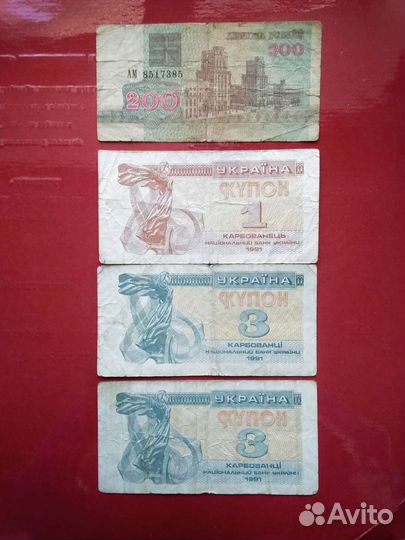 200
АМ 8517385
200
УКРАЇНА
КУПОН
1
КАРБОВАНЕЦЬ
НАЦІОНАЛЬНИЙ БАНК УКРАЇНИ
1991
УКРАЇНА
КУПОН
3
КАРБОВАНЦІ
НАЦІОНАЛЬНИЙ БАНК УКРАЇНИ
1991
УКРАЇНА
КУПОН
3
КАРБОВАНЦІ
НАЦІОНАЛЬНИЙ БАНК УКРАЇНИ
1991
Avito